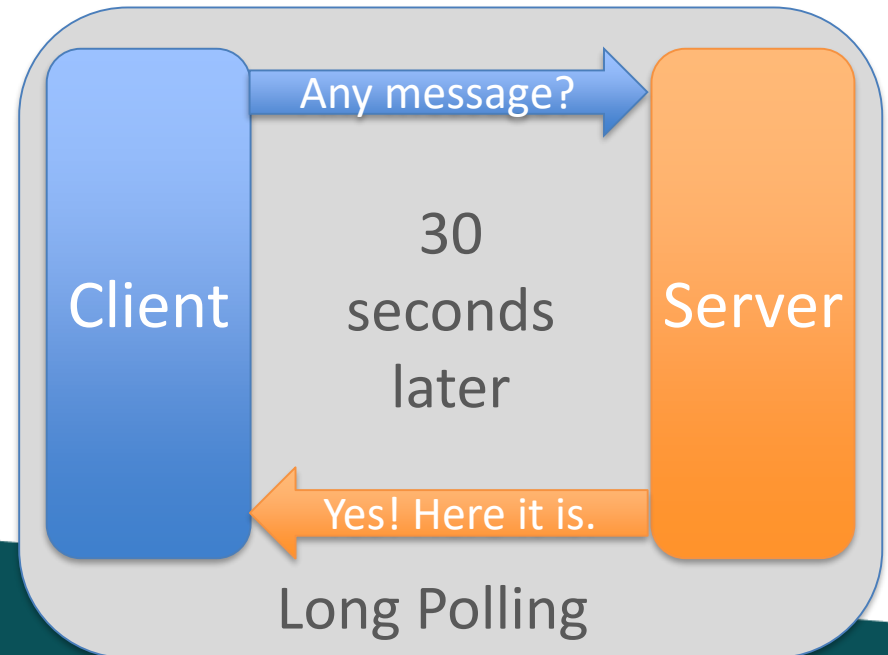 Any message?
Client
30
seconds
later
Server
Yes! Here it is.
Long Polling